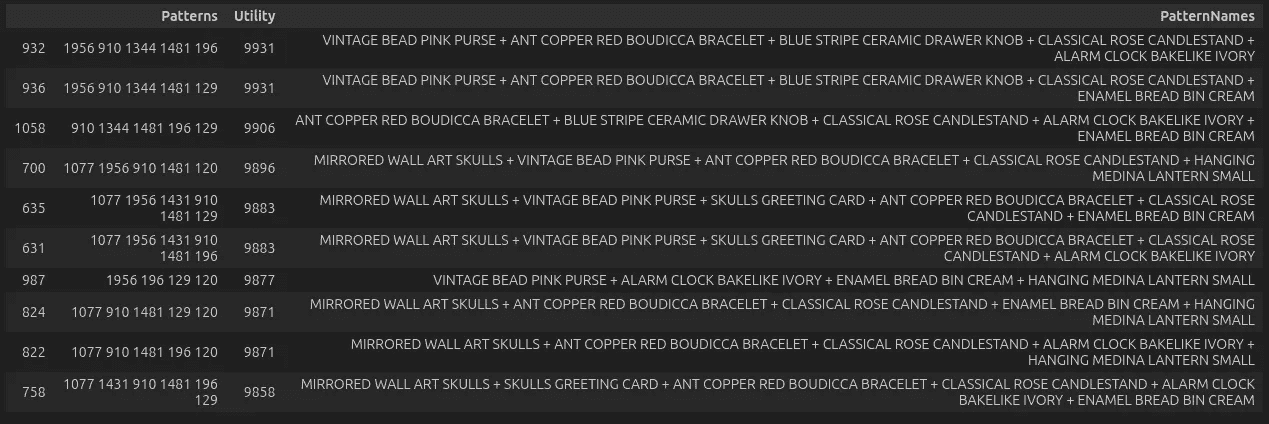 Patterns Utility PatternNames
932 1956 910 1344 1481 196 9931 VINTAGE BEAD PINK PURSE + ANT COPPER RED BOUDICCA BRACELET + BLUE STRIPE CERAMIC DRAWER KNOB + CLASSICAL ROSE CANDLESTAND +
ALARM CLOCK BAKELIKE IVORY
936 1956 910 1344 1481 129 9931 VINTAGE BEAD PINK PURSE + ANT COPPER RED BOUDICCA BRACELET + BLUE STRIPE CERAMIC DRAWER KNOB + CLASSICAL ROSE CANDLESTAND +
ENAMEL BREAD BIN CREAM
1058 910 1344 1481 196 129 9906 ANT COPPER RED BOUDICCA BRACELET + BLUE STRIPE CERAMIC DRAWER KNOB + CLASSICAL ROSE CANDLESTAND + ALARM CLOCK BAKELIKE IVORY +
ENAMEL BREAD BIN CREAM
700 1077 1956 910 1481 120 9896 MIRRORED WALL ART SKULLS + VINTAGE BEAD PINK PURSE + ANT COPPER RED BOUDICCA BRACELET + CLASSICAL ROSE CANDLESTAND + HANGING
MEDINA LANTERN SMALL
635 1077 1956 1431 910 9883 MIRRORED WALL ART SKULLS + VINTAGE BEAD PINK PURSE + SKULLS GREETING CARD + ANT COPPER RED BOUDICCA BRACELET + CLASSICAL ROSE
1481 129 CANDLESTAND + ENAMEL BREAD BIN CREAM
631 1077 1956 1431 910 9883 MIRRORED WALL ART SKULLS + VINTAGE BEAD PINK PURSE + SKULLS GREETING CARD + ANT COPPER RED BOUDICCA BRACELET + CLASSICAL ROSE
1481 196 CANDLESTAND + ALARM CLOCK BAKELIKE IVORY
987 1956 196 129 120 9877 VINTAGE BEAD PINK PURSE + ALARM CLOCK BAKELIKE IVORY + ENAMEL BREAD BIN CREAM + HANGING MEDINA LANTERN SMALL
824 1077 910 1481 129 120 9871 MIRRORED WALL ART SKULLS + ANT COPPER RED BOUDICCA BRACELET + CLASSICAL ROSE CANDLESTAND + ENAMEL BREAD BIN CREAM + HANGING
MEDINA LANTERN SMALL
822 1077 910 1481 196 120 9871 MIRRORED WALL ART SKULLS + ANT COPPER RED BOUDICCA BRACELET + CLASSICAL ROSE CANDLESTAND + ALARM CLOCK BAKELIKE IVORY +
HANGING MEDINA LANTERN SMALL
758 1077 1431 910 1481 196 9858 MIRRORED WALL ART SKULLS + SKULLS GREETING CARD + ANT COPPER RED BOUDICCA BRACELET + CLASSICAL ROSE CANDLESTAND + ALARM CLOCK
129 BAKELIKE IVORY + ENAMEL BREAD BIN CREAM